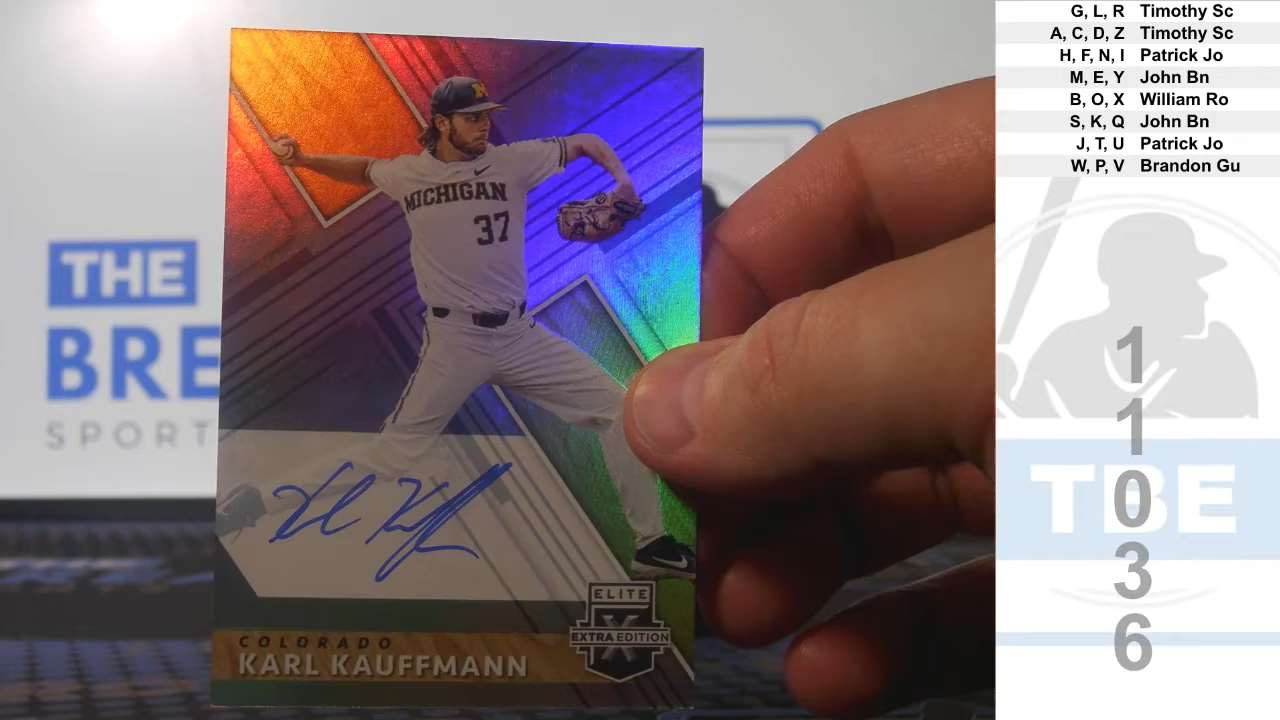 THE
BRE
SPORT
M
MICHIGAN
37
ELITE
X
EXTRA EDITION
COLORADO
KARL KAUFFMANN
G, L, R Timothy Sc
A, C, D, Z Timothy Sc
H, F, N, I Patrick Jo
M, E, Y John Bn
B, O, X William Ro
S, K, Q John Bn
J, T, U Patrick Jo
W, P, V Brandon Gu
TBE
1
1
0
3
6